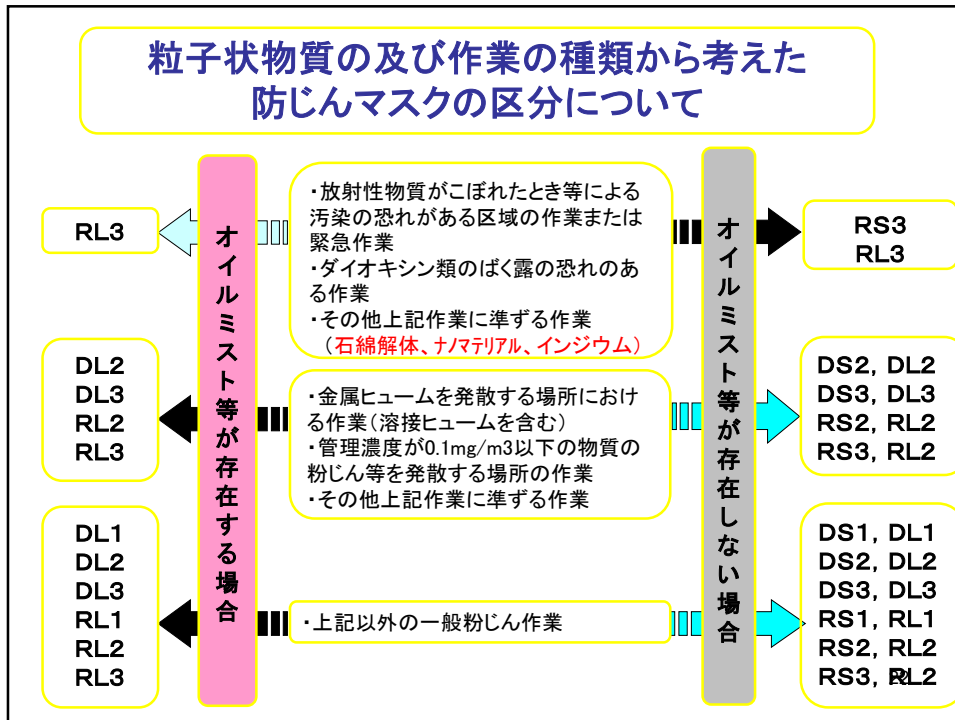 粒子状物質の及び作業の種類から考えた
防じんマスクの区分について
オイルミスト等が存在する場合
オイルミスト等が存在しない場合
RL3
・放射性物質がこぼれたとき等による
汚染の恐れがある区域の作業または
緊急作業
・ダイオキシン類のばく露の恐れのあ
る作業
・その他上記作業に準ずる作業
（石綿解体、ナノマテリアル、インジウム）
RS3
RL3
DL2
DL3
RL2
RL3
・金属ヒュームを発散する場所におけ
る作業（溶接ヒュームを含む）
・管理濃度が0.1mg/m3以下の物質の
粉じん等を発散する場所の作業
・その他上記作業に準ずる作業
DS2, DL2
DS3, DL3
RS2, RL2
RS3, RL2
DL1
DL2
DL3
RL1
RL2
RL3
・上記以外の一般粉じん作業
DS1, DL1
DS2, DL2
DS3, DL3
RS1, RL1
RS2, RL2
RS3, RL2